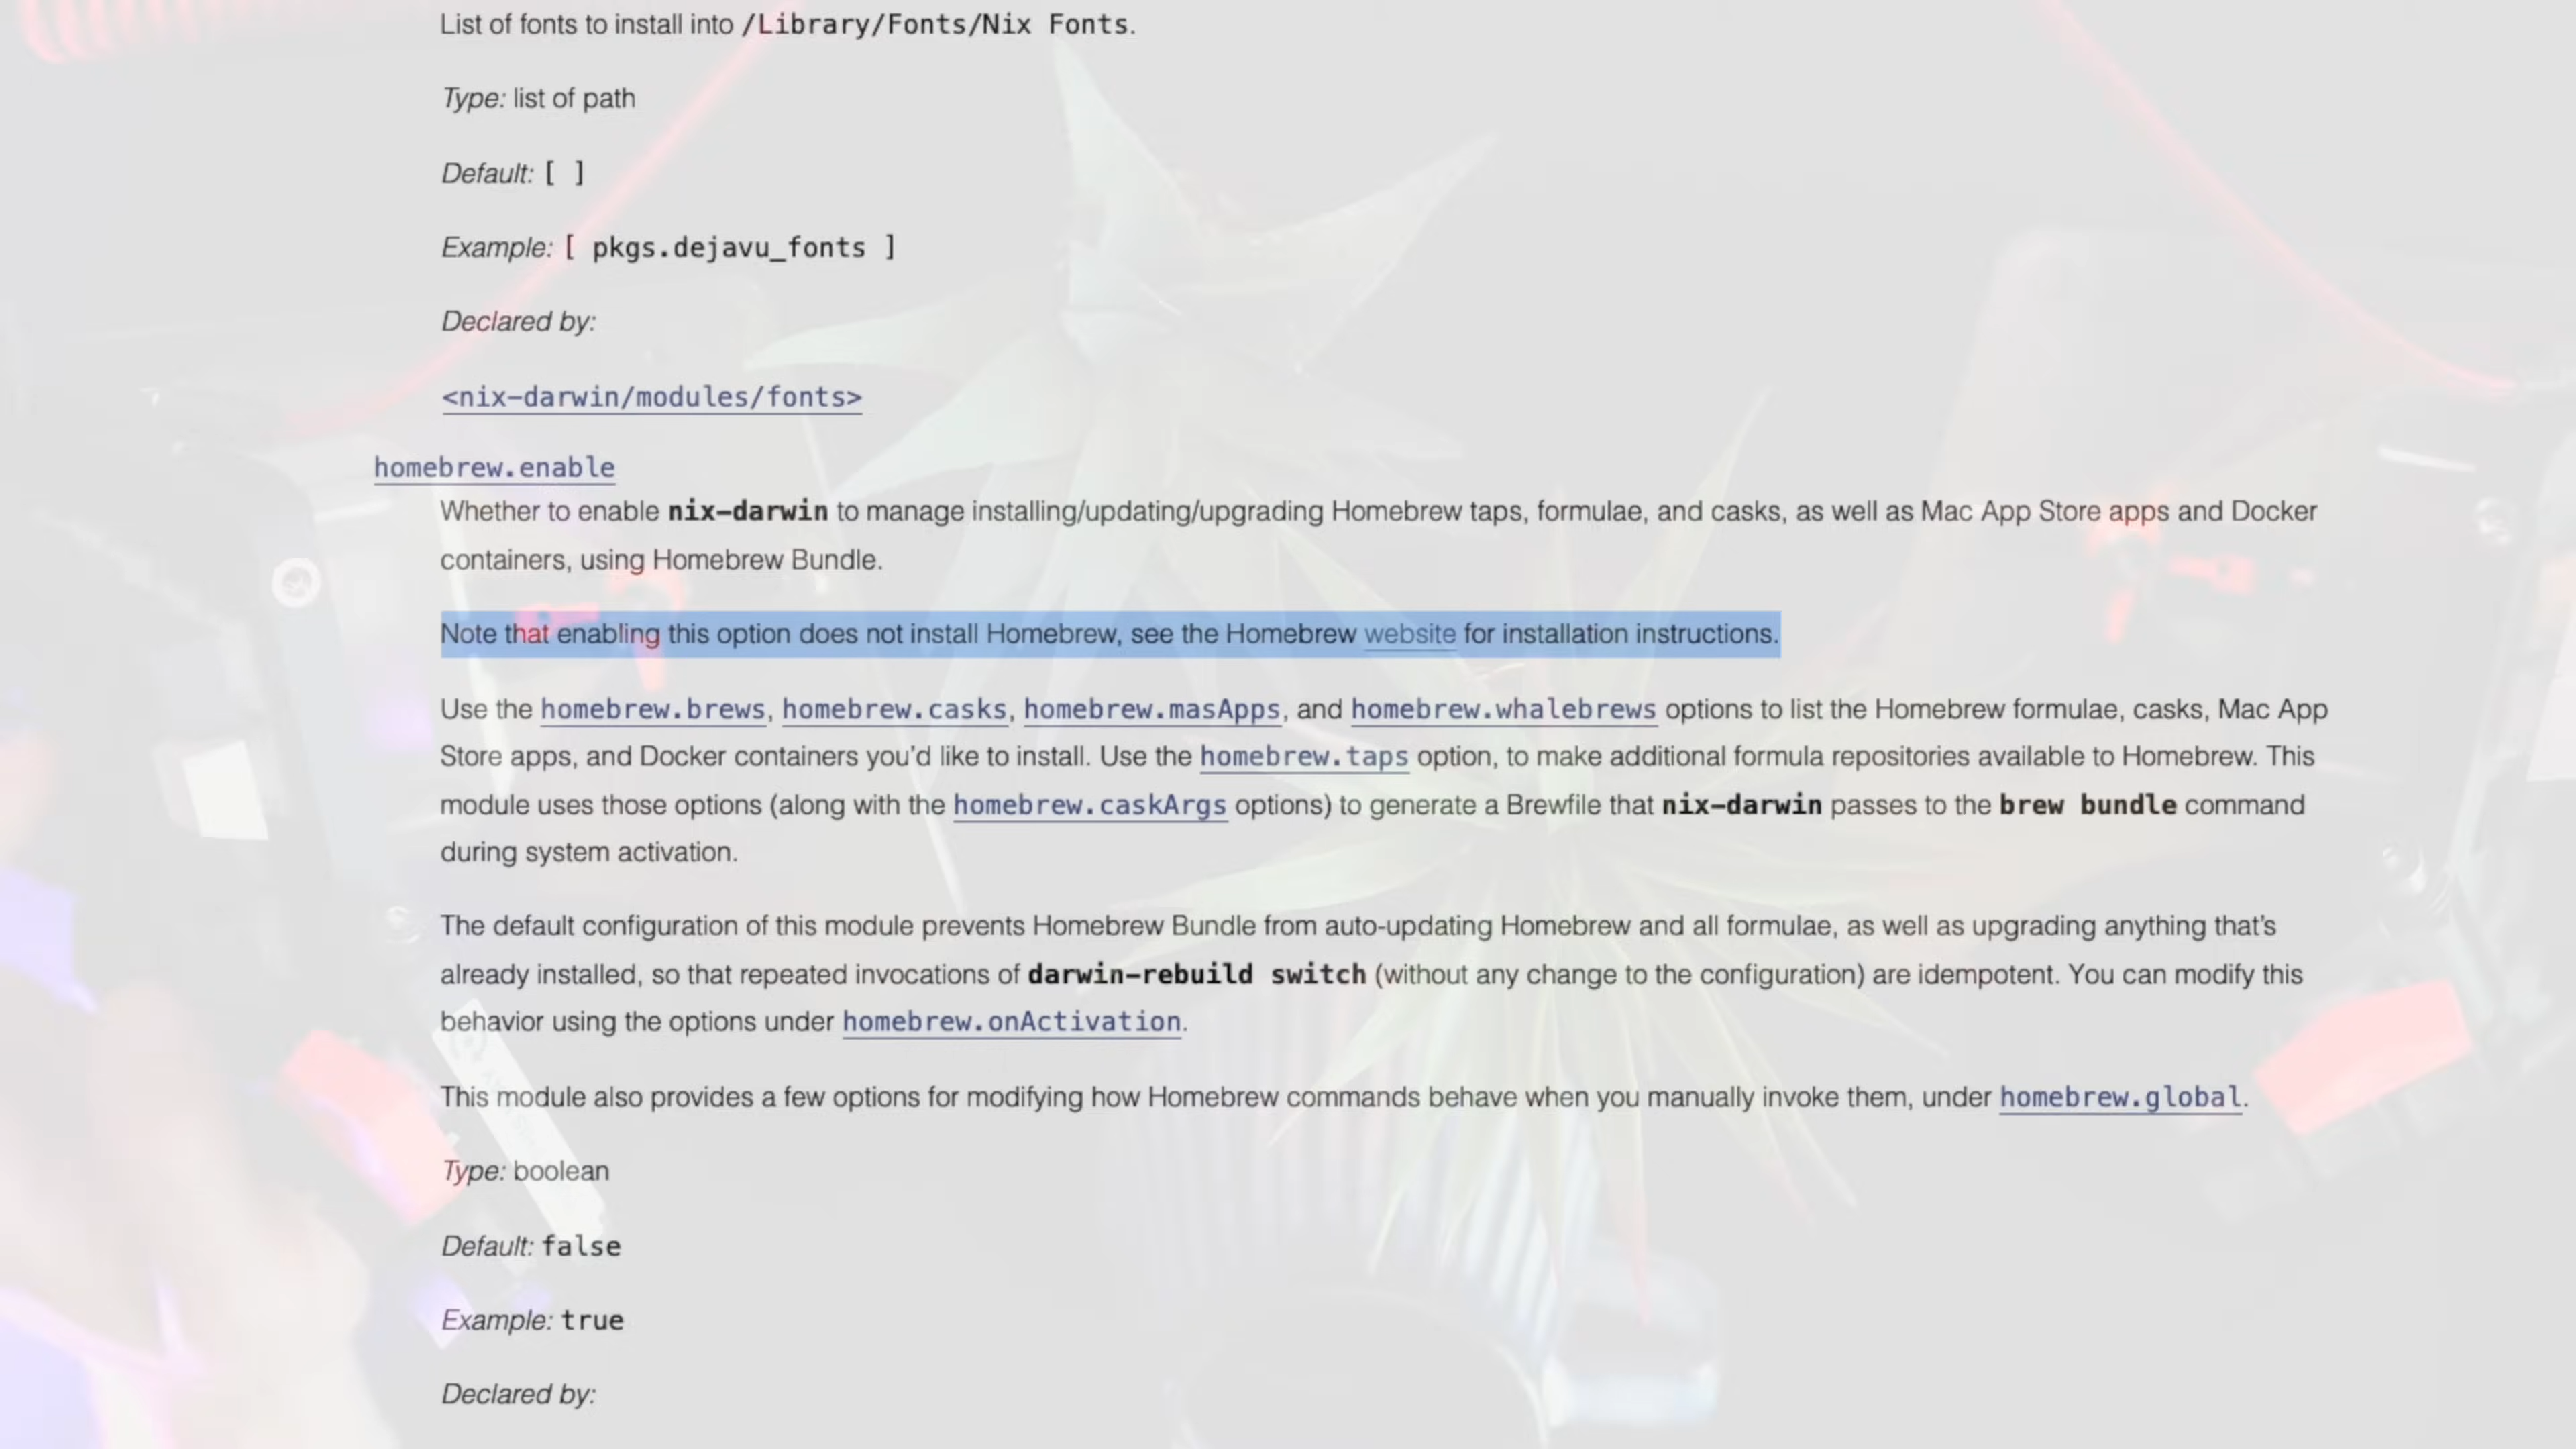 List of fonts to install into /Library/Fonts/Nix Fonts.
Type: list of path
Default: [ ]
Example: [ pkgs.dejavu_fonts ]
Declared by:
<nix-darwin/modules/fonts>
homebrew.enable
Whether to enable nix-darwin to manage installing/updating/upgrading Homebrew taps, formulae, and casks, as well as Mac App Store apps and Docker
containers, using Homebrew Bundle.
Note that enabling this option does not install Homebrew, see the Homebrew website for installation instructions.
Use the homebrew.brews, homebrew.casks, homebrew.masApps, and homebrew.whalebrews options to list the Homebrew formulae, casks, Mac App
Store apps, and Docker containers you’d like to install. Use the homebrew.taps option, to make additional formula repositories available to Homebrew. This
module uses those options (along with the homebrew.caskArgs options) to generate a Brewfile that nix-darwin passes to the brew bundle command
during system activation.
The default configuration of this module prevents Homebrew Bundle from auto-updating Homebrew and all formulae, as well as upgrading anything that’s
already installed, so that repeated invocations of darwin-rebuild switch (without any change to the configuration) are idempotent. You can modify this
behavior using the options under homebrew.onActivation.
This module also provides a few options for modifying how Homebrew commands behave when you manually invoke them, under homebrew.global.
Type: boolean
Default: false
Example: true
Declared by: